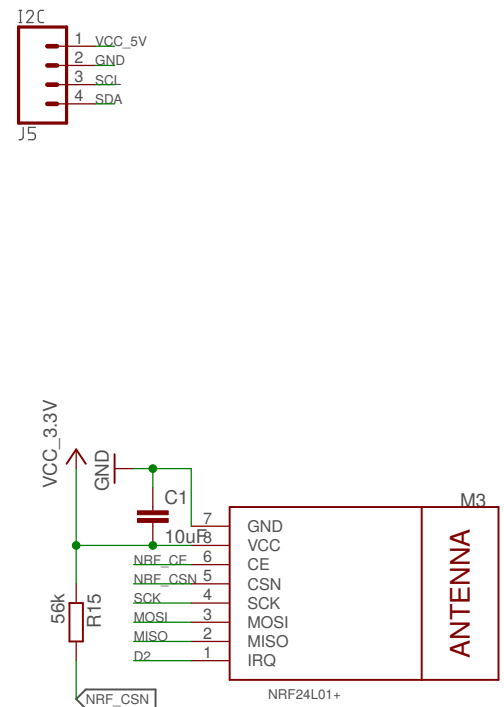 I2C
1 VCC_5V
2 GND
3 SCL
4 SDA
J5
VCC_3.3V
GND
C1
10uF
M3
7 GND
8 VCC
NRF_CE 6 CE
NRF_CSN 5 CSN
SCK 4 SCK
MOSI 3 MOSI
MISO 2 MISO
D2 1 IRQ
ANTENNA
56k
R15
NRF_CSN
NRF24L01+